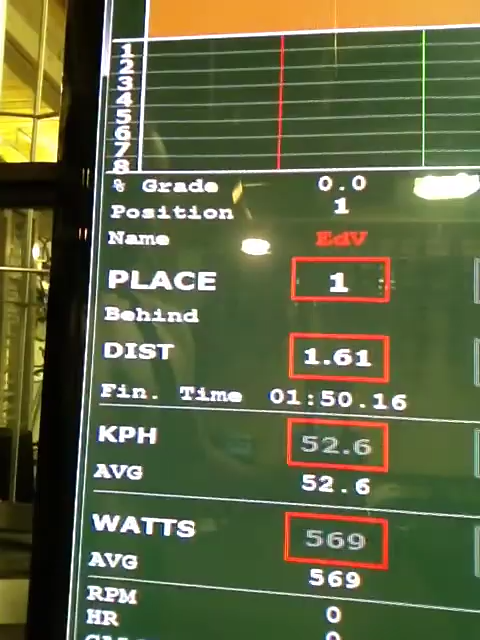 1
2
3
4
5
6
7
8
% Grade 0.0
Position 1
Name EdV
PLACE 1
Behind
DIST 1.61
Fin. Time 01:50.16
KPH 52.6
AVG 52.6
WATTS 569
AVG 569
RPM
HR 0